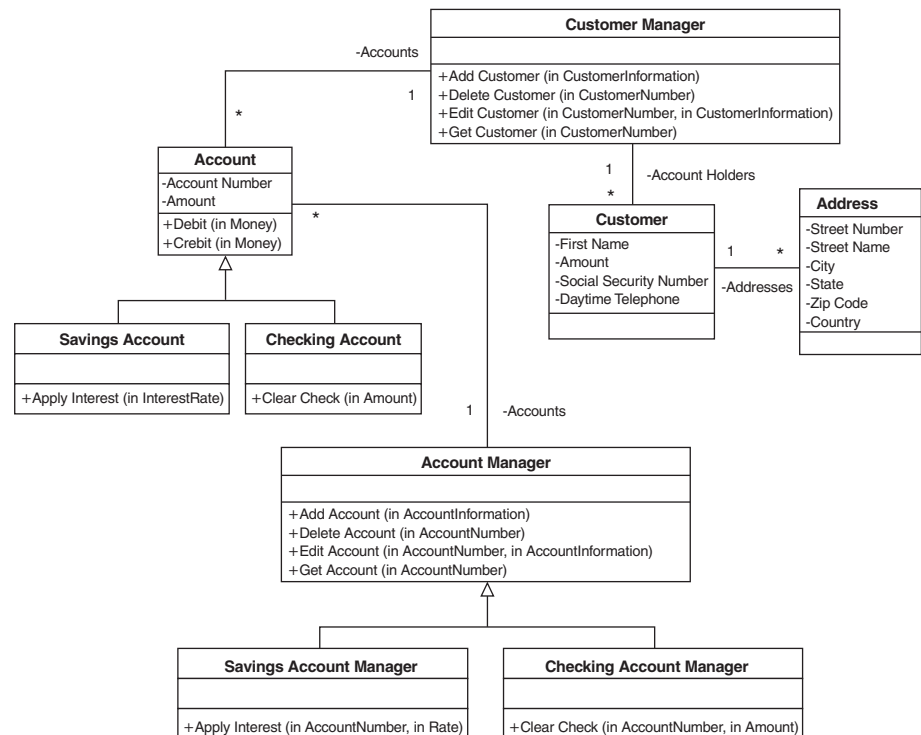 Customer Manager
+Add Customer (in CustomerInformation)
+Delete Customer (in CustomerNumber)
+Edit Customer (in CustomerNumber, in CustomerInformation)
+Get Customer (in CustomerNumber)
-Accounts
1
*
Account
-Account Number
-Amount
+Debit (in Money)
+Crebit (in Money)
*
1
-Account Holders
*
Customer
-First Name
-Amount
-Social Security Number
-Daytime Telephone
1
*
-Addresses
Address
-Street Number
-Street Name
-City
-State
-Zip Code
-Country
Savings Account
+Apply Interest (in InterestRate)
Checking Account
+Clear Check (in Amount)
1
-Accounts
Account Manager
+Add Account (in AccountInformation)
+Delete Account (in AccountNumber)
+Edit Account (in AccountNumber, in AccountInformation)
+Get Account (in AccountNumber)
Savings Account Manager
+Apply Interest (in AccountNumber, in Rate)
Checking Account Manager
+Clear Check (in AccountNumber, in Amount)